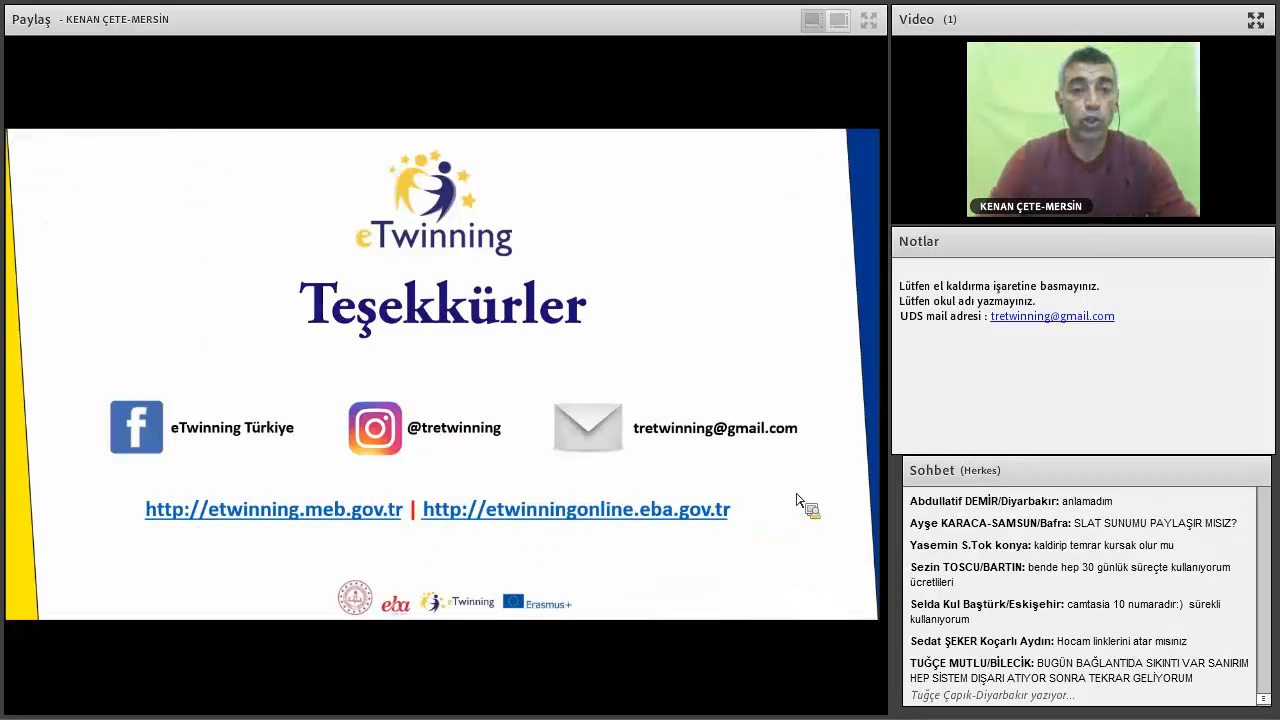 Paylaş - KENAN ÇETE-MERSİN
eTwinning
Teşekkürler
eTwinning Türkiye
@tretwinning
tretwinning@gmail.com
http://etwinning.meb.gov.tr | http://etwinningonline.eba.gov.tr
eba
eTwinning
Erasmus+
Video (1)
KENAN ÇETE-MERSİN
Notlar
Lütfen el kaldırma işaretine basmayınız.
Lütfen okul adı yazmayınız.
UDS mail adresi : tretwinning@gmail.com
Sohbet (Herkes)
Abdullatif DEMİR/Diyarbakır: anlamadım
Ayşe KARACA-SAMSUN/Bafra: SLAT SUNUMU PAYLAŞIR MISIZ?
Yasemin S.Tok konya: kaldirip temrar kursak olur mu
Sezin TOSCU/BARTIN: bende hep 30 günlük süreçte kullanıyorum
ücretlileri
Selda Kul Baştürk/Eskişehir: camtasia 10 numaradır:) sürekli
kullanıyorum
Sedat ŞEKER Koçarlı Aydın: Hocam linklerini atar mısınız
TUĞÇE MUTLU/BİLECİK: BUGÜN BAĞLANTIDA SIKINTI VAR SANIRIM
HEP SİSTEM DIŞARI ATIYOR SONRA TEKRAR GELİYORUM
Tuğçe Çapık-Diyarbakır yazıyor...